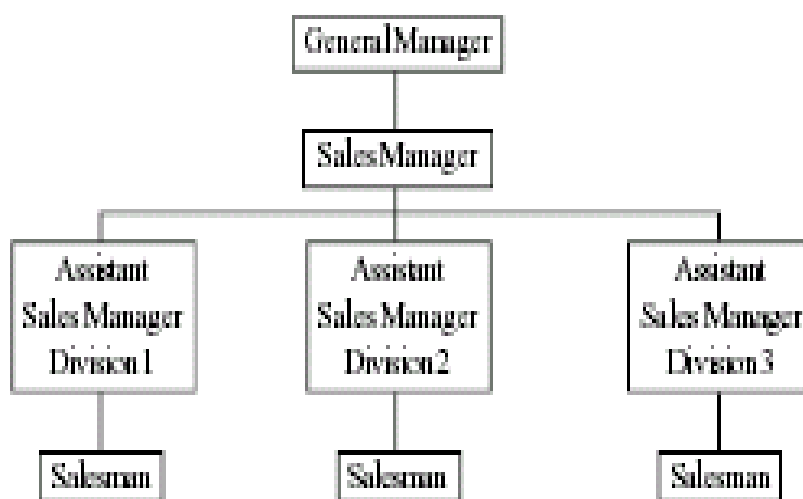 General Manager
Sales Manager
Assistant
Sales Manager
Division 1
Assistant
Sales Manager
Division 2
Assistant
Sales Manager
Division 3
Salesman
Salesman
Salesman